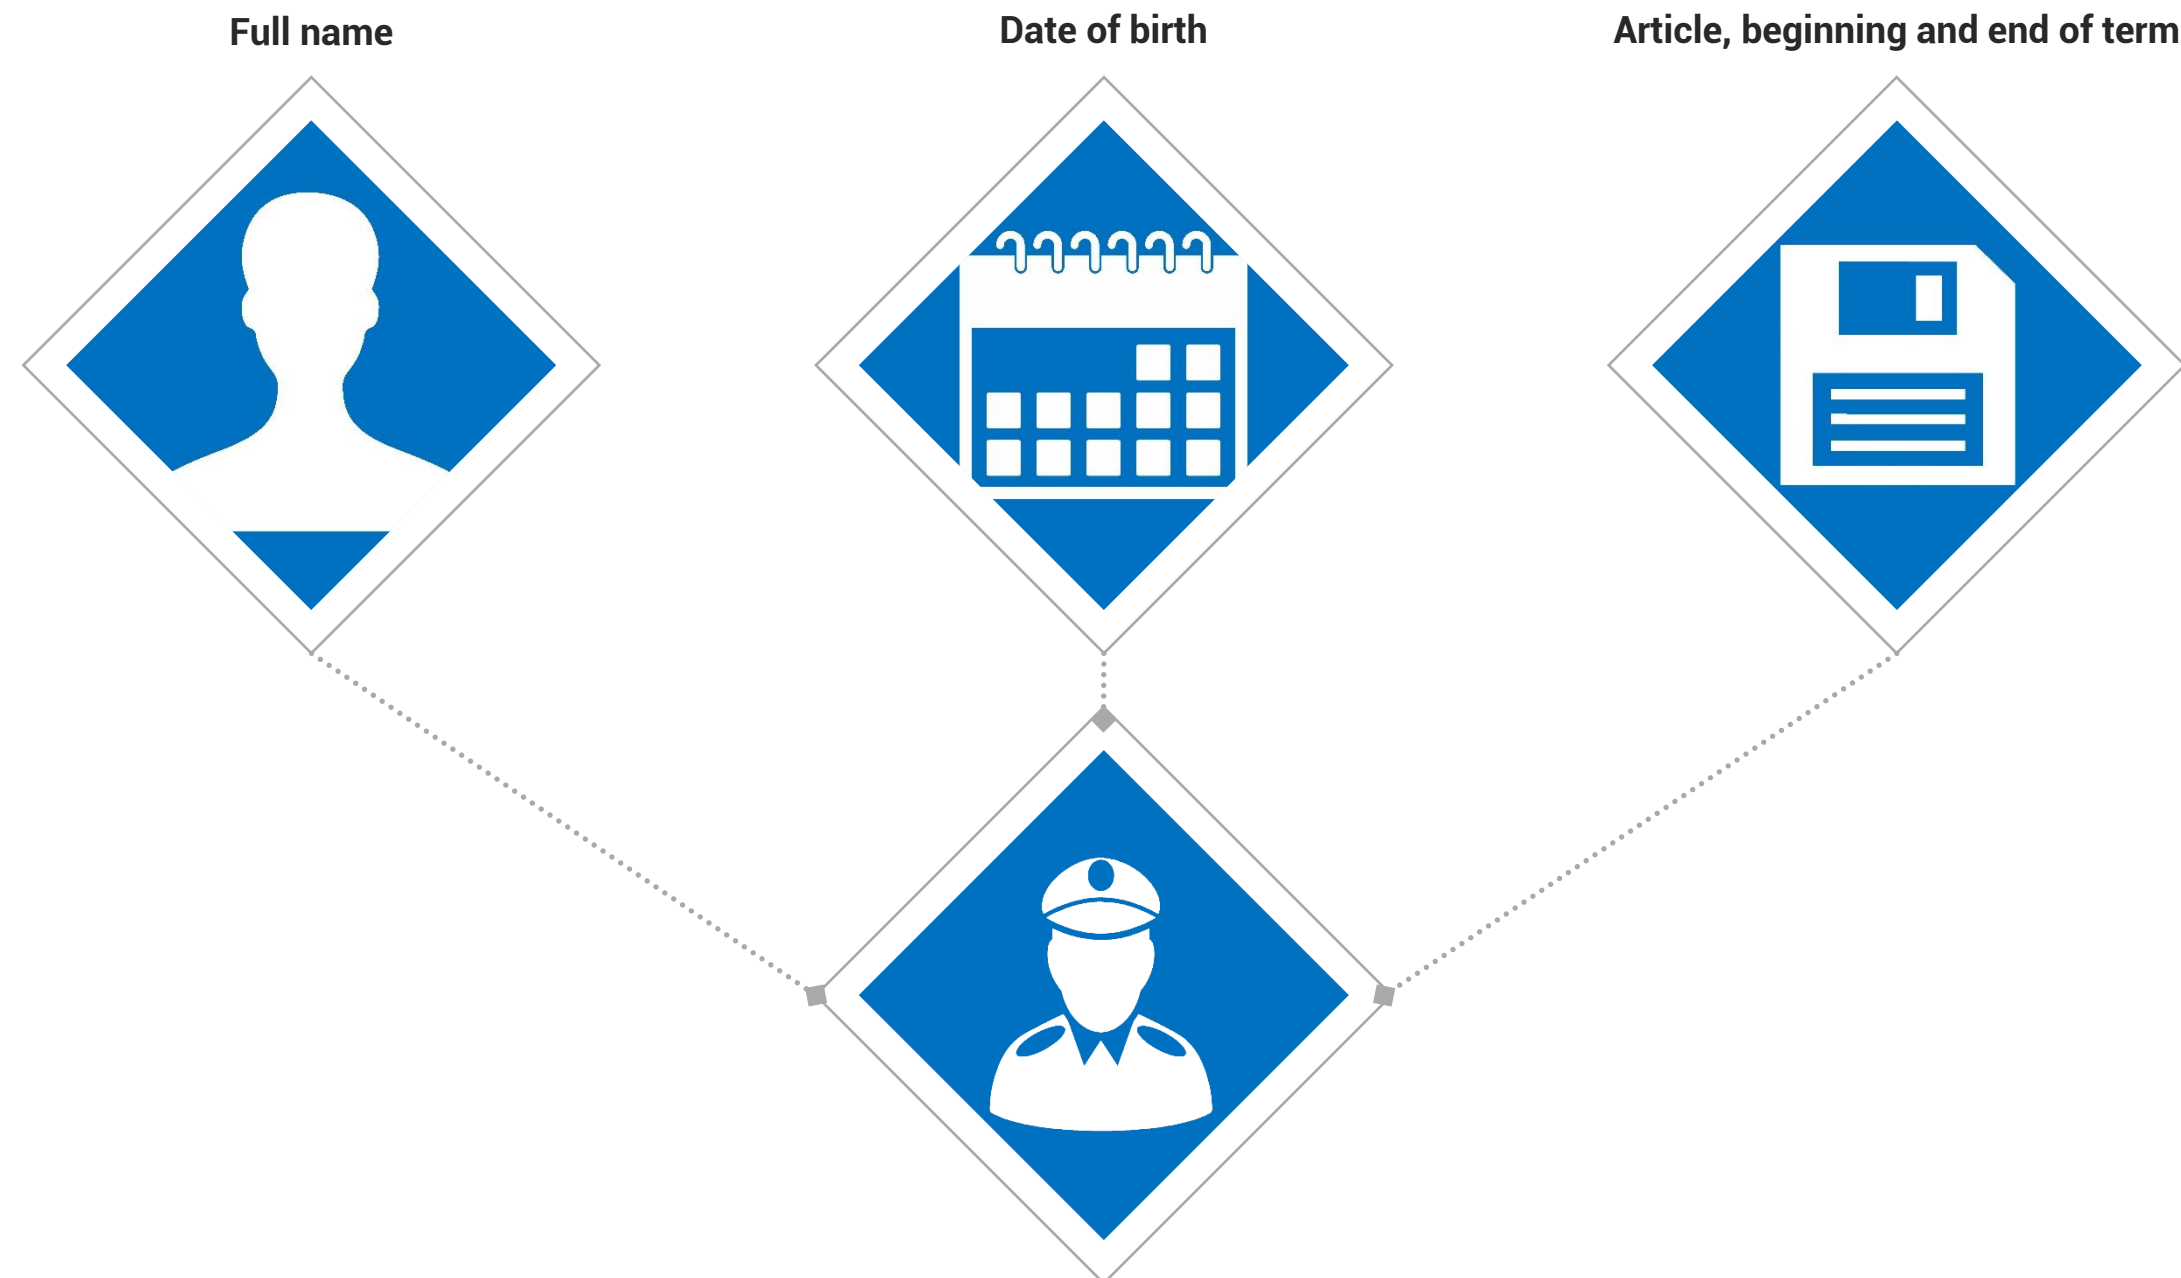 Full name
Date of birth
Article, beginning and end of term